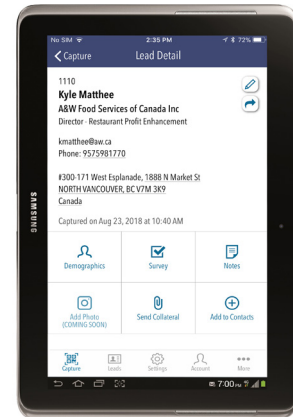 No SIM 2:35 PM 72%
Capture Lead Detail
1110
Kyle Matthee
A&W Food Services of Canada Inc
Director - Restaurant Profit Enhancement
kmatthee@aw.ca
Phone: 9575981770
#300-171 West Esplanade, 1888 N Market St
NORTH VANCOUVER, BC V7M 3K9
Canada
Captured on Aug 23, 2018 at 10:40 AM
SAMSUNG
Demographics Survey Notes
Add Photo Send Collateral Add to Contacts
(COMING SOON)
Capture Leads Settings Account More
7:00PM